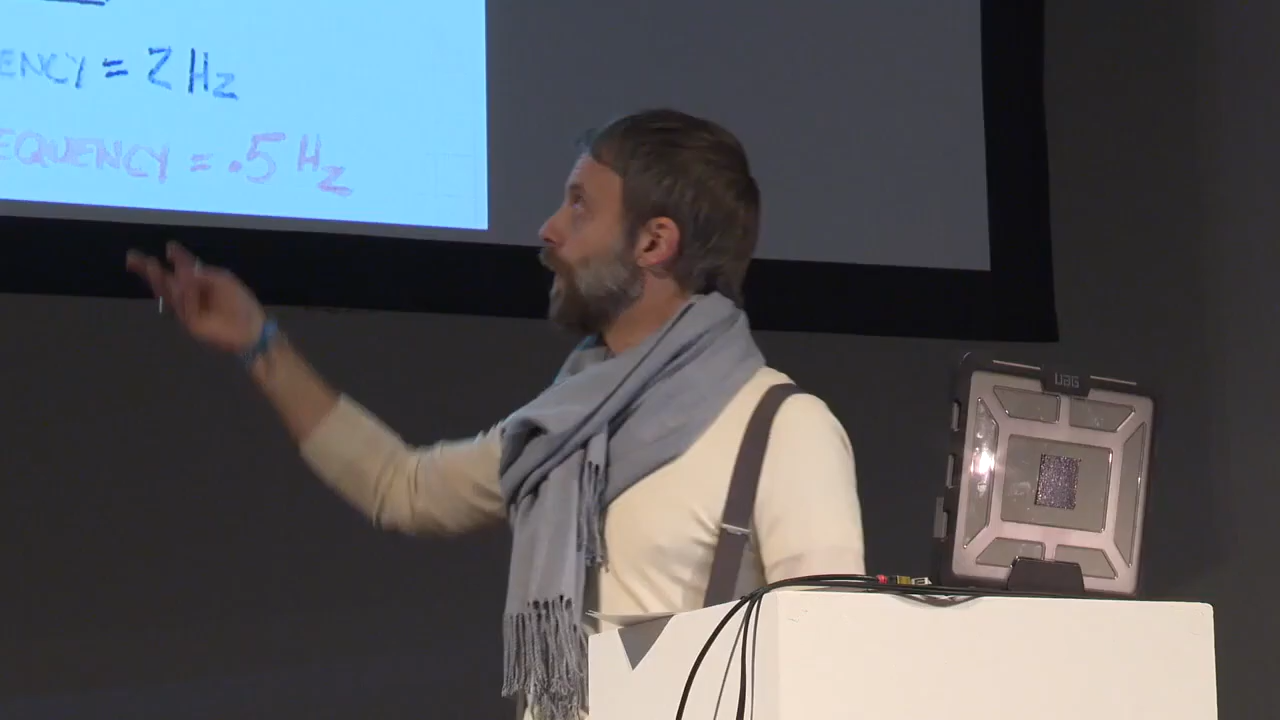 ENCY = 2 Hz
EQUENCY = .5 Hz
UAG